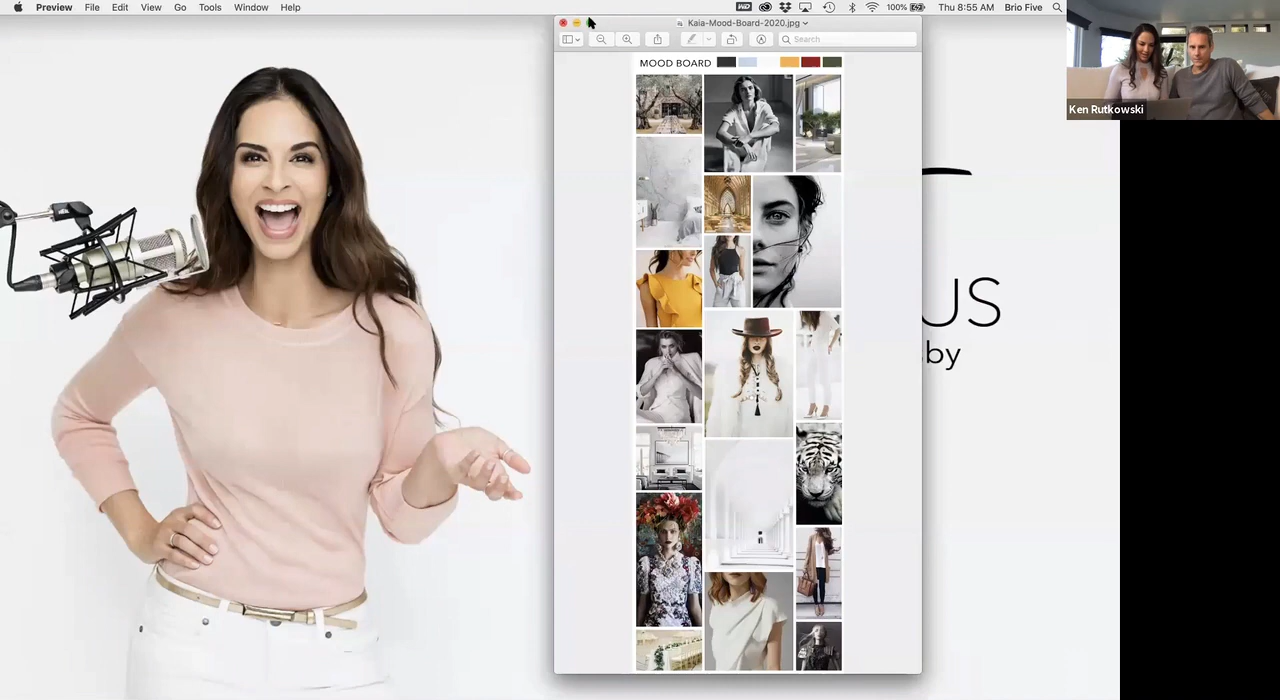 Preview File Edit View Go Tools Window Help
100% Thu 8:55 AM Brio Five
Kaia-Mood-Board-2020.jpg
Search
MOOD BOARD
Ken Rutkowski
US
by